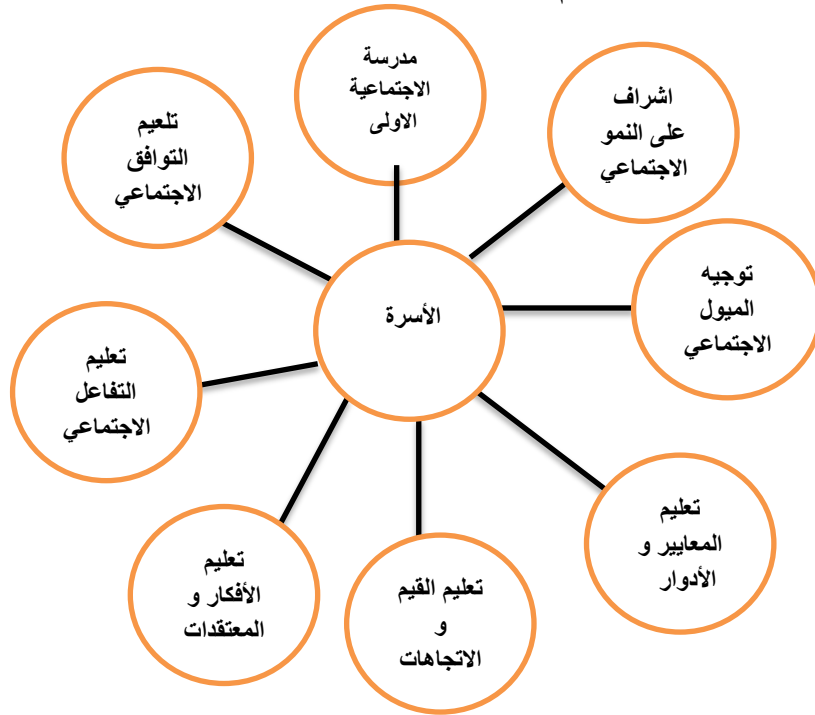 مدرسة
الاجتماعية
الاولى
اشراف
على النمو
الاجتماعي
توجيه
الميول
الاجتماعي
تعليم
المعايير و
الأدوار
تعليم القيم
و
الاتجاهات
تعليم
الأفكار و
المعتقدات
تعليم
التفاعل
الاجتماعي
تلعيم
التوافق
الاجتماعي
الأسرة